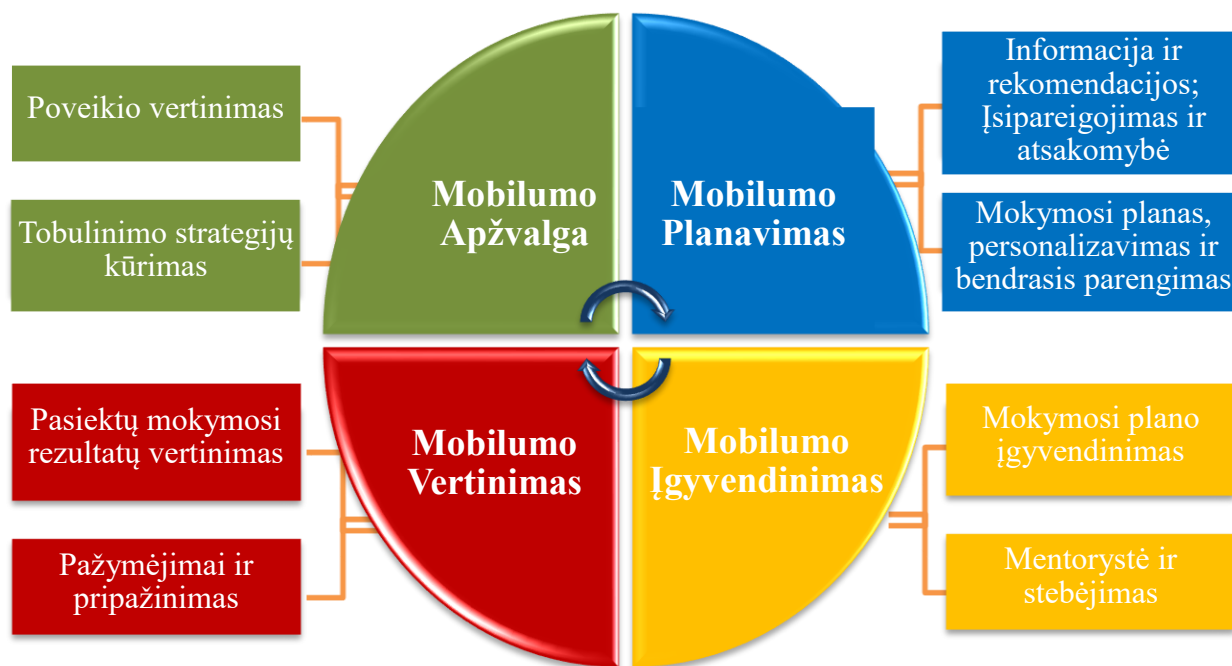 Poveikio vertinimas
Tobulinimo strategijų
kūrimas
Mobilumo
Apžvalga
Mobilumo
Planavimas
Informacija ir
rekomendacijos;
Įsipareigojimas ir
atsakomybė
Mokymosi planas,
personalizavimas ir
bendrasis parengimas
Pasiektų mokymosi
rezultatų vertinimas
Pažymėjimai ir
pripažinimas
Mobilumo
Vertinimas
Mobilumo
Įgyvendinimas
Mokymosi plano
įgyvendinimas
Mentorystė ir
stebėjimas